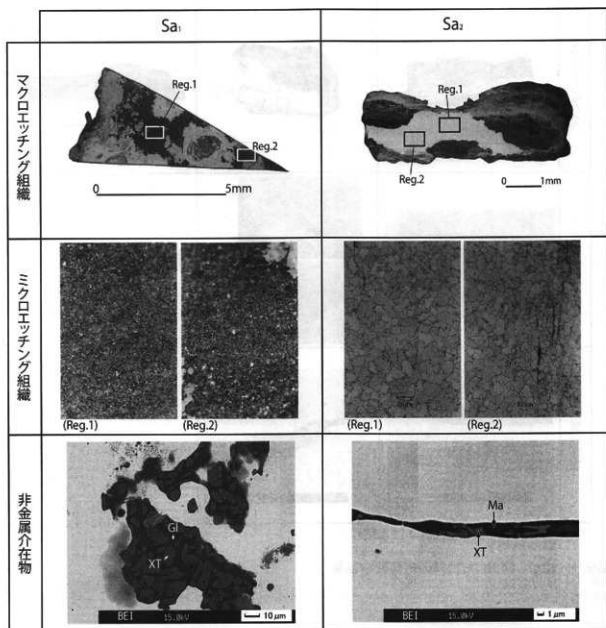 Sa1
Sa2
マクロエッチング組織
Reg.1
Reg.2
0
5mm
Reg.1
Reg.2
0
1mm
ミクロエッチング組織
(Reg.1)
(Reg.2)
(Reg.1)
(Reg.2)
非金属介在物
Gl
XT
BEI
15.0kV
10μm
Ma
XT
BEI
15.0kV
1μm